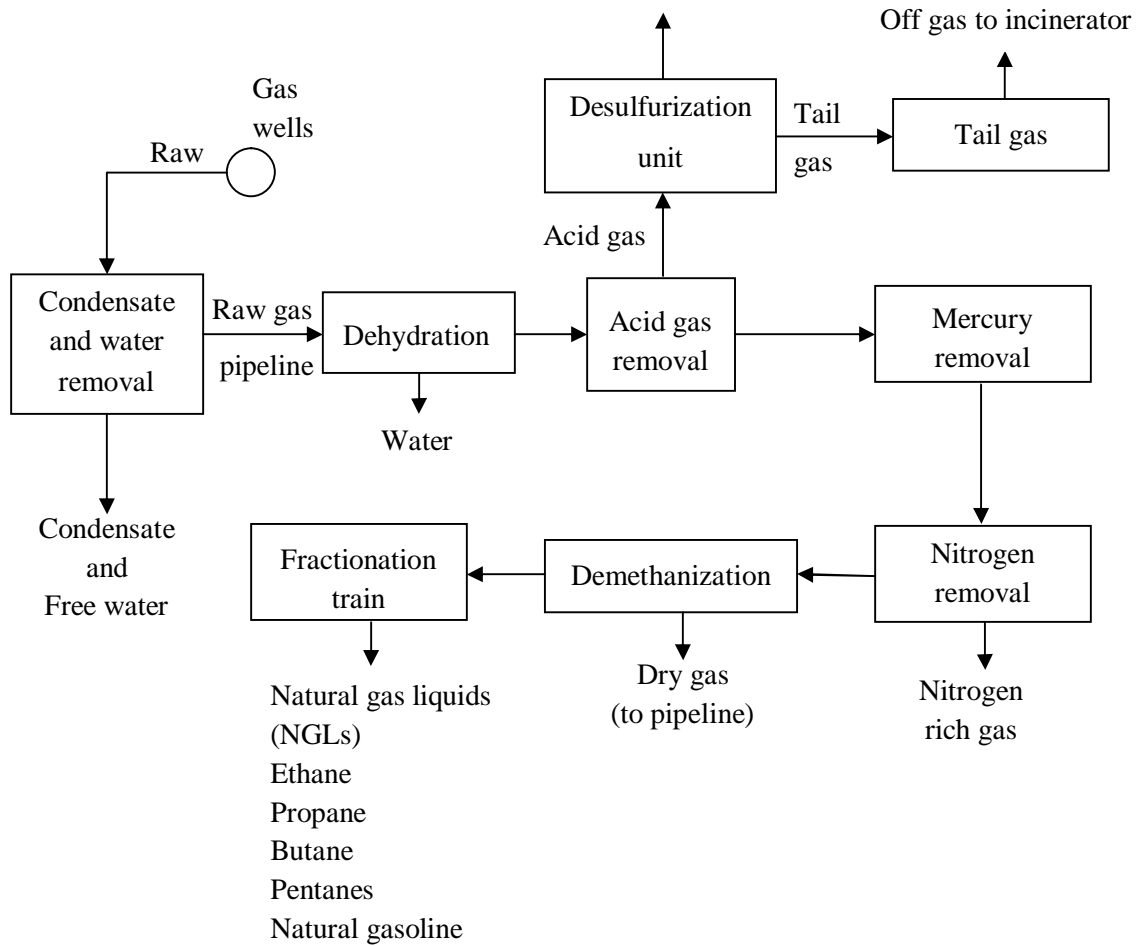 Off gas to incinerator
Gas
wells
Raw
Desulfurization
unit
Tail
gas
Tail gas
Acid gas
Condensate
and water
removal
Raw gas
pipeline
Dehydration
Acid gas
removal
Mercury
removal
Water
Condensate
and
Free water
Fractionation
train
Demethanization
Nitrogen
removal
Natural gas liquids
(NGLs)
Ethane
Propane
Butane
Pentanes
Natural gasoline
Dry gas
(to pipeline)
Nitrogen
rich gas